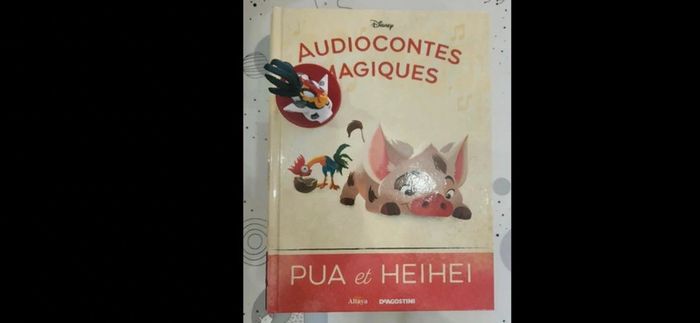 Disney
AUDIOCONTES
MAGIQUES
PUA et HEIHEI
Altaya DEAGOSTINI